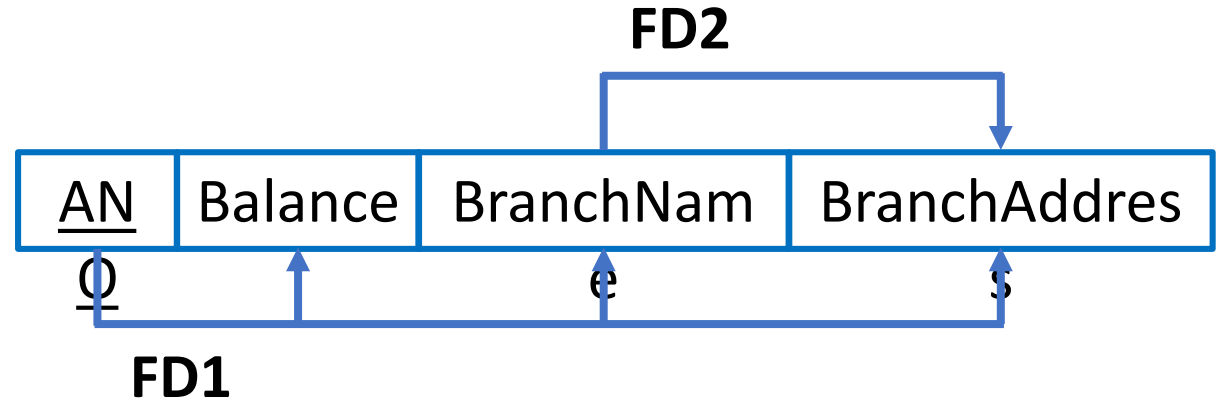 FD2
AN Balance BranchNam BranchAddres
O e s
FD1